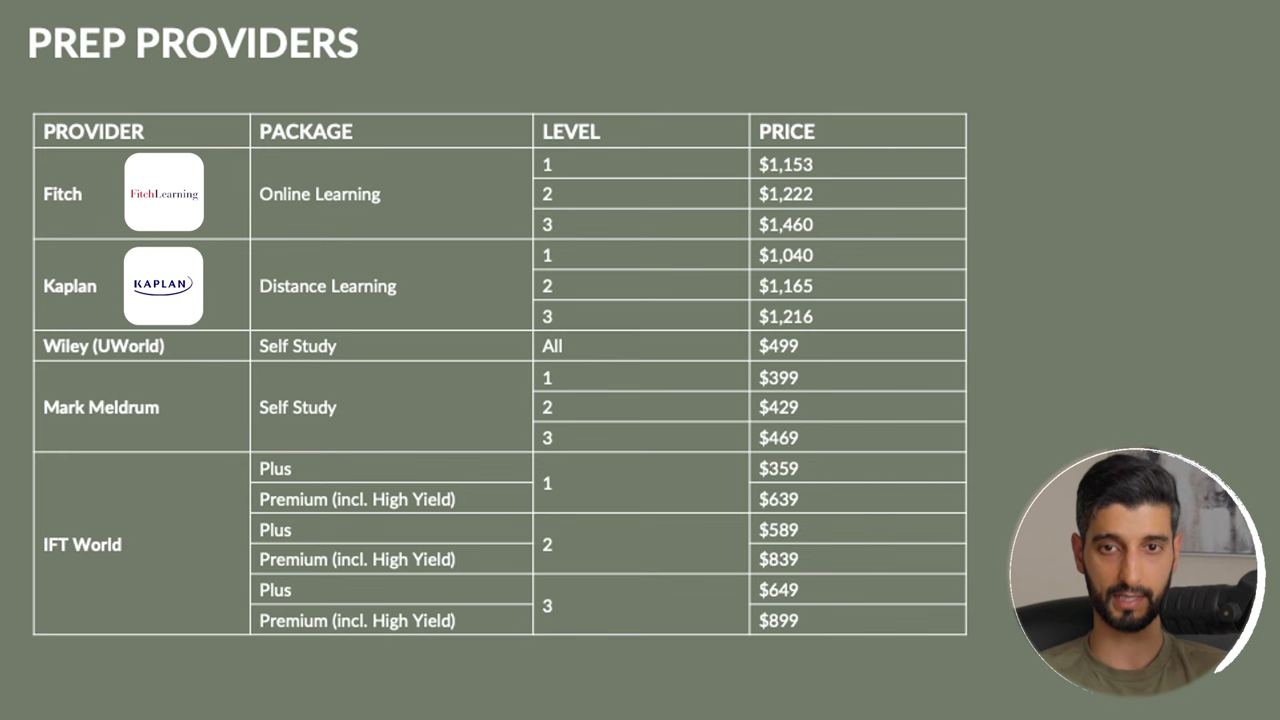 PREP PROVIDERS
PROVIDER PACKAGE LEVEL PRICE
Fitch FitchLearning Online Learning
1 $1,153
2 $1,222
3 $1,460
Kaplan KAPLAN Distance Learning
1 $1,040
2 $1,165
3 $1,216
Wiley (UWorld) Self Study All $499
Mark Meldrum Self Study
1 $399
2 $429
3 $469
IFT World
Plus 1 $359
Premium (incl. High Yield) $639
Plus 2 $589
Premium (incl. High Yield) $839
Plus 3 $649
Premium (incl. High Yield) $899